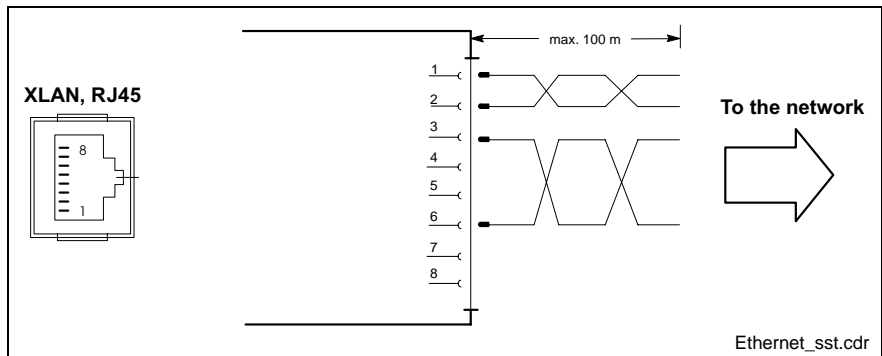 max. 100 m
XLAN, RJ45
8
1
1
2
3
4
5
6
7
8
To the network
Ethernet_sst.cdr